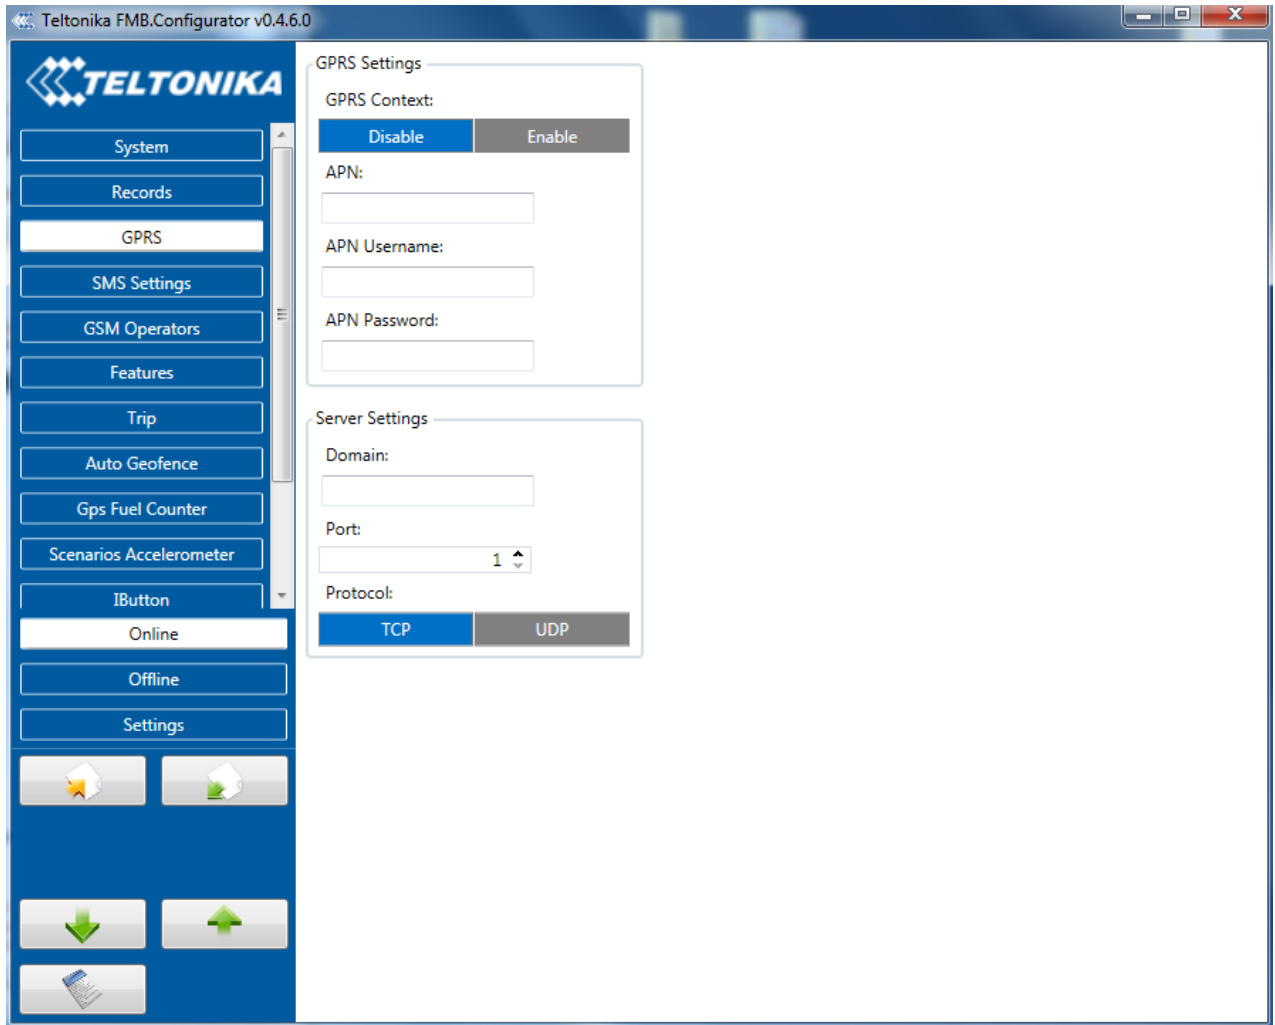 Teltonika FMB.Configurator v0.4.6.0
TELTONIKA
System
Records
GPRS
SMS Settings
GSM Operators
Features
Trip
Auto Geofence
Gps Fuel Counter
Scenarios Accelerometer
IButton
Online
Offline
Settings
GPRS Settings
GPRS Context:
Disable Enable
APN:
APN Username:
APN Password:
Server Settings
Domain:
Port:
1
Protocol:
TCP UDP